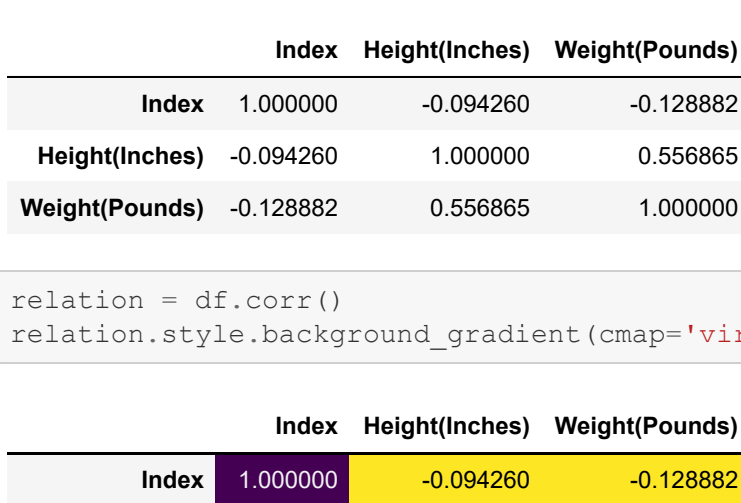 Index Height(Inches) Weight(Pounds)
Index 1.000000 -0.094260 -0.128882
Height(Inches) -0.094260 1.000000 0.556865
Weight(Pounds) -0.128882 0.556865 1.000000
relation = df.corr()
relation.style.background_gradient(cmap='vir
Index Height(Inches) Weight(Pounds)
Index 1.000000 -0.094260 -0.128882